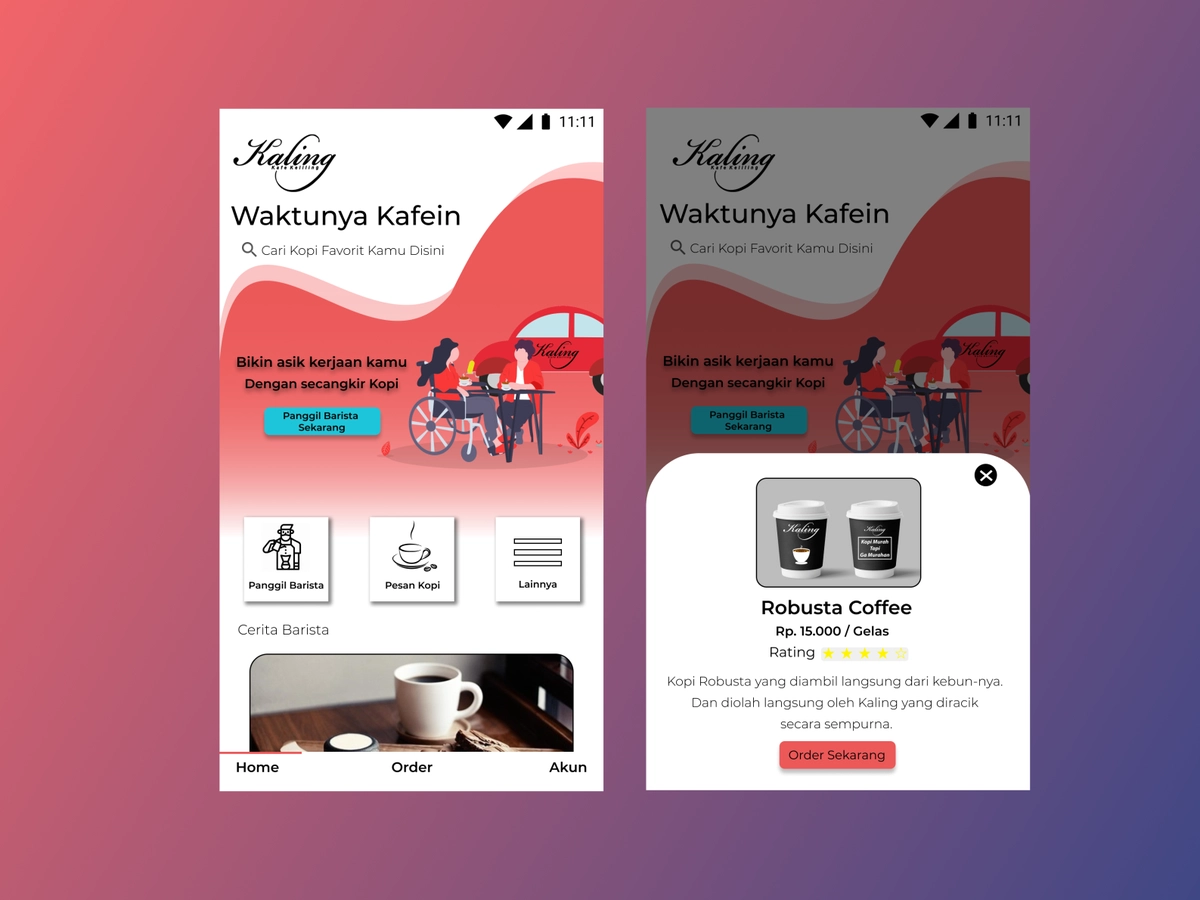 11:11
Kaling
Kafe Keliling
Waktunya Kafein
Cari Kopi Favorit Kamu Disini
Bikin asik kerjaan kamu
Dengan secangkir Kopi
Panggil Barista
Sekarang
Kaling
Panggil Barista
Pesan Kopi
Lainnya
Cerita Barista
Home
Order
Akun
11:11
Kaling
Kafe Keliling
Waktunya Kafein
Cari Kopi Favorit Kamu Disini
Bikin asik kerjaan kamu
Dengan secangkir Kopi
Panggil Barista
Sekarang
Kaling
Kaling
Kaling
Kopi Murah
Tapi
Ga Murahan
Robusta Coffee
Rp. 15.000 / Gelas
Rating
Kopi Robusta yang diambil langsung dari kebun-nya.
Dan diolah langsung oleh Kaling yang diracik
secara sempurna.
Order Sekarang